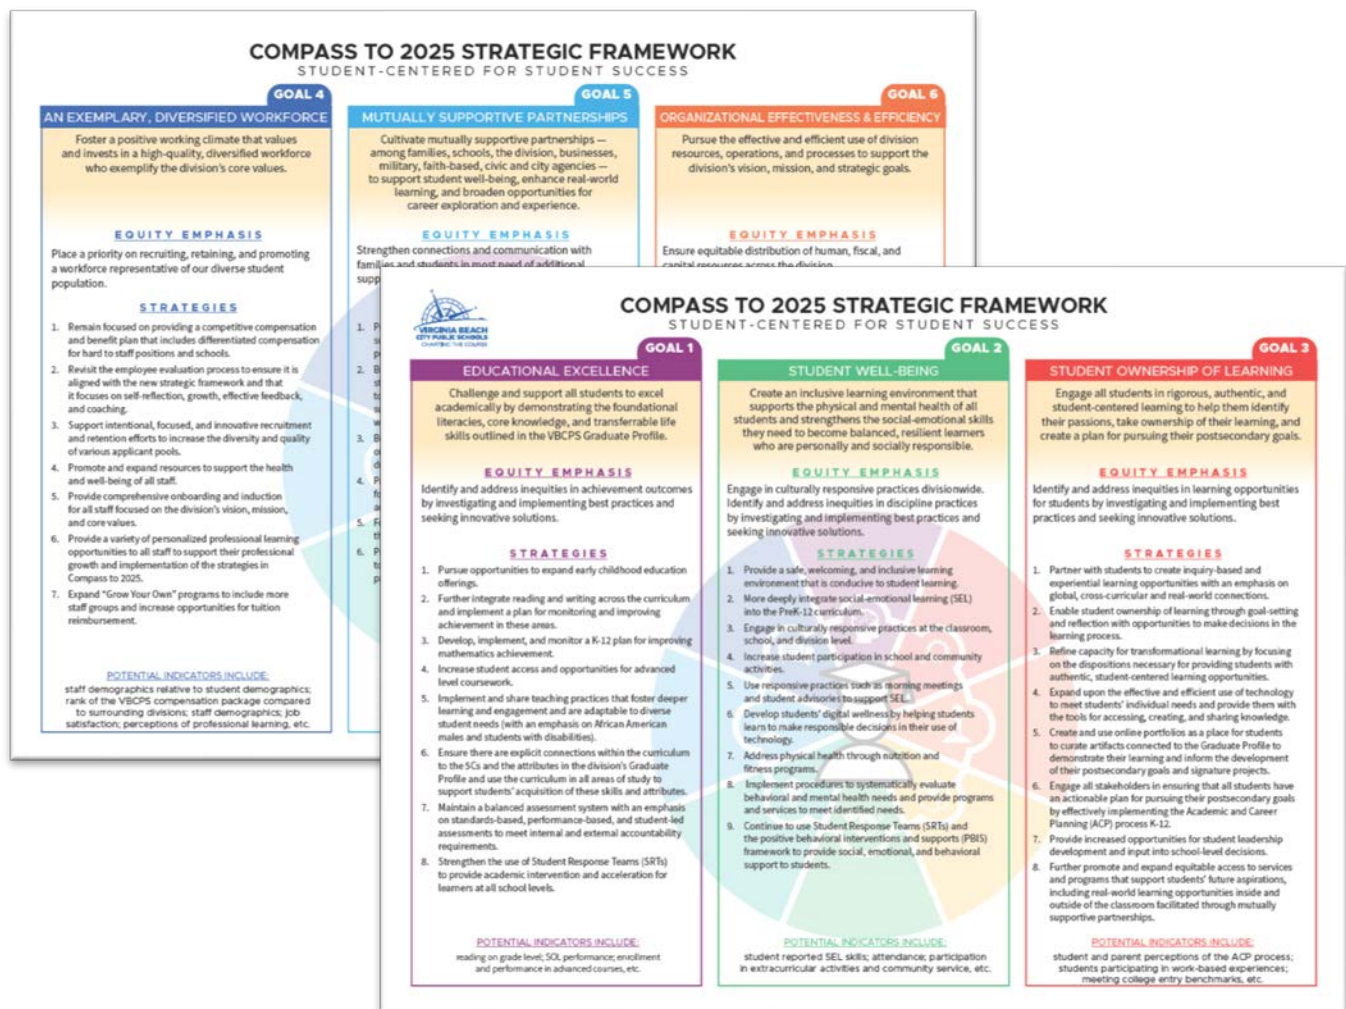 COMPASS TO 2025 STRATEGIC FRAMEWORK
STUDENT-CENTERED FOR STUDENT SUCCESS
GOAL 4
AN EXEMPLARY, DIVERSIFIED WORKFORCE
Foster a positive working climate that values
and invests in a high-quality, diversified workforce
who exemplify the division's core values.
EQUITY EMPHASIS
Place a priority on recruiting, retaining, and promoting
a workforce representative of our diverse student
population.
STRATEGIES
1. Remain focused on providing a competitive compensation
and benefit plan that includes differentiated compensation
for hard to staff positions and schools.
2. Revisit the employee evaluation process to ensure it is
aligned with the new strategic framework and that
it focuses on self-reflection, growth, effective feedback,
and coaching.
3. Support intentional, focused, and innovative recruitment
and retention efforts to increase the diversity and quality
of various applicant pools.
4. Promote and expand resources to support the health
and well-being of all staff.
5. Provide comprehensive onboarding and induction
for all staff focused on the division's vision, mission,
and core values.
6. Provide a variety of personalized professional learning
opportunities to all staff to support their professional
growth and implementation of the strategies in
Compass to 2025.
7. Expand "Grow Your Own" programs to include more
staff groups and increase opportunities for tuition
reimbursement.
POTENTIAL INDICATORS INCLUDE:
staff demographics relative to student demographics;
rank of the VBCPS compensation package compared
to surrounding divisions; staff demographics; job
satisfaction; perceptions of professional learning, etc.
GOAL 5
MUTUALLY SUPPORTIVE PARTNERSHIPS
Cultivate mutually supportive partnerships —
among families, schools, the division, businesses,
military, faith-based, civic and city agencies —
to support student well-being, enhance real-world
learning, and broaden opportunities for
career exploration and experience.
EQUITY EMPHASIS
Strengthen connections and communication with
families and students in most need of additional
supp
1. P
2. B
3. B
4. P
5. F
6. P
GOAL 6
ORGANIZATIONAL EFFECTIVENESS & EFFICIENCY
Pursue the effective and efficient use of division
resources, operations, and processes to support the
division's vision, mission, and strategic goals.
EQUITY EMPHASIS
Ensure equitable distribution of human, fiscal, and
capital resources across the division.
VIRGINIA BEACH
CITY PUBLIC SCHOOLS
CHARTING THE COURSE
COMPASS TO 2025 STRATEGIC FRAMEWORK
STUDENT-CENTERED FOR STUDENT SUCCESS
GOAL 1
EDUCATIONAL EXCELLENCE
Challenge and support all students to excel
academically by demonstrating the foundational
literacies, core knowledge, and transferrable life
skills outlined in the VBCPS Graduate Profile.
EQUITY EMPHASIS
Identify and address inequities in achievement outcomes
by investigating and implementing best practices and
seeking innovative solutions.
STRATEGIES
1. Pursue opportunities to expand early childhood education
offerings.
2. Further integrate reading and writing across the curriculum
and implement a plan for monitoring and improving
achievement in these areas.
3. Develop, implement, and monitor a K-12 plan for improving
mathematics achievement.
4. Increase student access and opportunities for advanced
level coursework.
5. Implement and share teaching practices that foster deeper
learning and engagement and are adaptable to diverse
student needs (with an emphasis on African American
males and students with disabilities).
6. Ensure there are explicit connections within the curriculum
to the 5Cs and the attributes in the division's Graduate
Profile and use the curriculum in all areas of study to
support students' acquisition of these skills and attributes.
7. Maintain a balanced assessment system with an emphasis
on standards-based, performance-based, and student-led
assessments to meet internal and external accountability
requirements.
8. Strengthen the use of Student Response Teams (SRTs)
to provide academic intervention and acceleration for
learners at all school levels.
POTENTIAL INDICATORS INCLUDE:
reading on grade level; SOL performance; enrollment
and performance in advanced courses, etc.
GOAL 2
STUDENT WELL-BEING
Create an inclusive learning environment that
supports the physical and mental health of all
students and strengthens the social-emotional skills
they need to become balanced, resilient learners
who are personally and socially responsible.
EQUITY EMPHASIS
Engage in culturally responsive practices divisionwide.
Identify and address inequities in discipline practices
by investigating and implementing best practices and
seeking innovative solutions.
STRATEGIES
1. Provide a safe, welcoming, and inclusive learning
environment that is conducive to student learning.
2. More deeply integrate social-emotional learning (SEL)
into the PreK-12 curriculum.
3. Engage in culturally responsive practices at the classroom,
school, and division level.
4. Increase student participation in school and community
activities.
5. Use responsive practices such as morning meetings
and student advisories to support SEL.
6. Develop students' digital wellness by helping students
learn to make responsible decisions in their use of
technology.
7. Address physical health through nutrition and
fitness programs.
8. Implement procedures to systematically evaluate
behavioral and mental health needs and provide programs
and services to meet identified needs.
9. Continue to use Student Response Teams (SRTs) and
the positive behavioral interventions and supports (PBIS)
framework to provide social, emotional, and behavioral
support to students.
POTENTIAL INDICATORS INCLUDE:
student reported SEL skills; attendance; participation
in extracurricular activities and community service, etc.
GOAL 3
STUDENT OWNERSHIP OF LEARNING
Engage all students in rigorous, authentic, and
student-centered learning to help them identify
their passions, take ownership of their learning, and
create a plan for pursuing their postsecondary goals.
EQUITY EMPHASIS
Identify and address inequities in learning opportunities
for students by investigating and implementing best
practices and seeking innovative solutions.
STRATEGIES
1. Partner with students to create inquiry-based and
experiential learning opportunities with an emphasis on
global, cross-curricular and real-world connections.
2. Enable student ownership of learning through goal-setting
and reflection with opportunities to make decisions in the
learning process.
3. Refine capacity for transformational learning by focusing
on the dispositions necessary for providing students with
authentic, student-centered learning opportunities.
4. Expand upon the effective and efficient use of technology
to meet students' individual needs and provide them with
the tools for accessing, creating, and sharing knowledge.
5. Create and use online portfolios as a place for students
to curate artifacts connected to the Graduate Profile to
demonstrate their learning and inform the development
of their postsecondary goals and signature projects.
6. Engage all stakeholders in ensuring that all students have
an actionable plan for pursuing their postsecondary goals
by effectively implementing the Academic and Career
Planning (ACP) process K-12.
7. Provide increased opportunities for student leadership
development and input into school-level decisions.
8. Further promote and expand equitable access to services
and programs that support students' future aspirations,
including real-world learning opportunities inside and
outside of the classroom facilitated through mutually
supportive partnerships.
POTENTIAL INDICATORS INCLUDE:
student and parent perceptions of the ACP process;
students participating in work-based experiences;
meeting college entry benchmarks, etc.